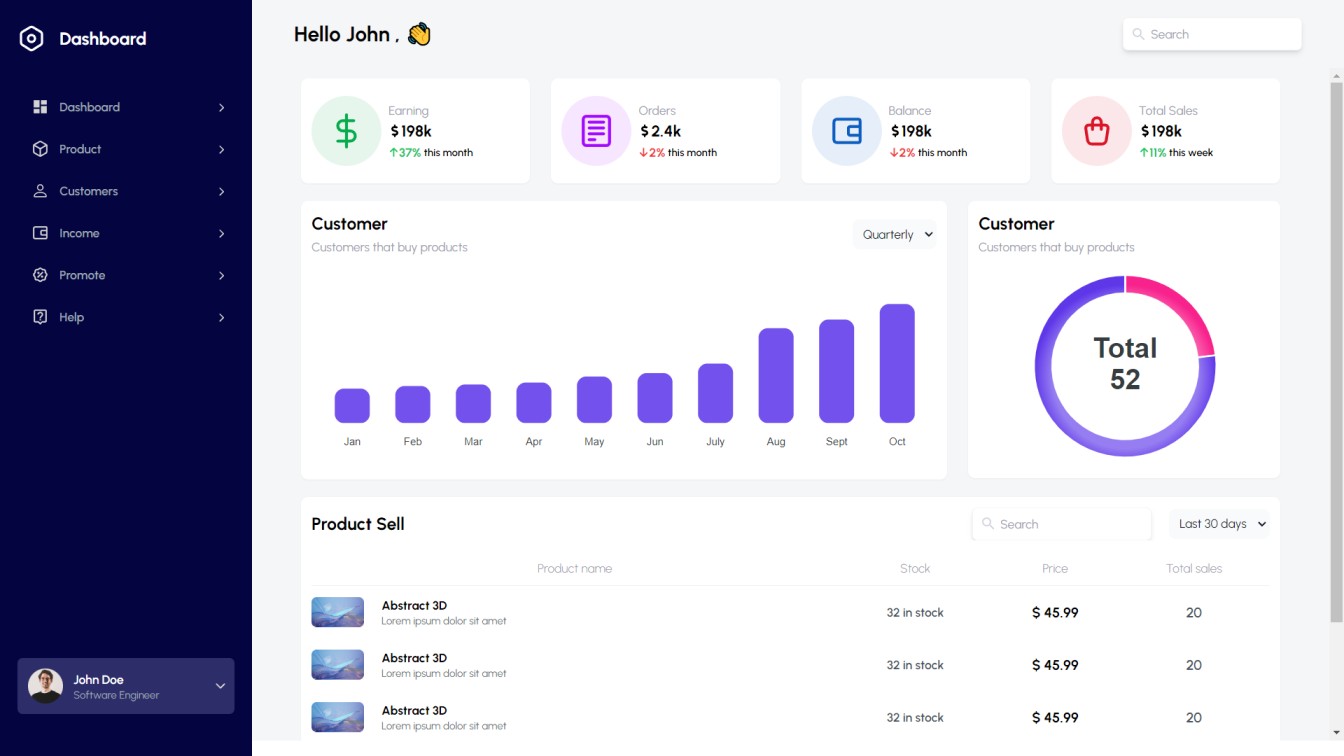 Dashboard
Dashboard
Product
Customers
Income
Promote
Help
John Doe
Software Engineer
Hello John , 👋
Search
Earning
$ 198k
↑37% this month
Orders
$ 2.4k
↓2% this month
Balance
$ 198k
↓2% this month
Total Sales
$ 198k
↑11% this week
Customer
Customers that buy products
Quarterly
Jan Feb Mar Apr May Jun July Aug Sept Oct
Customer
Customers that buy products
Total
52
Product Sell
Search
Last 30 days
Product name Stock Price Total sales
Abstract 3D
Lorem ipsum dolor sit amet
32 in stock $ 45.99 20
Abstract 3D
Lorem ipsum dolor sit amet
32 in stock $ 45.99 20
Abstract 3D
Lorem ipsum dolor sit amet
32 in stock $ 45.99 20